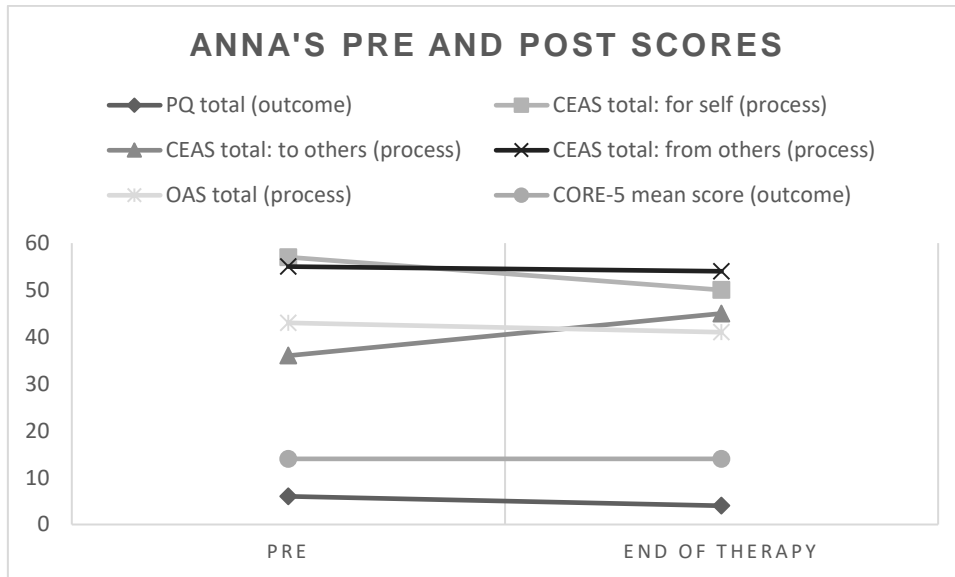 ANNA'S PRE AND POST SCORES
PQ total (outcome)
CEAS total: for self (process)
CEAS total: to others (process)
CEAS total: from others (process)
OAS total (process)
CORE-5 mean score (outcome)
60
50
40
30
20
10
0
PRE
END OF THERAPY